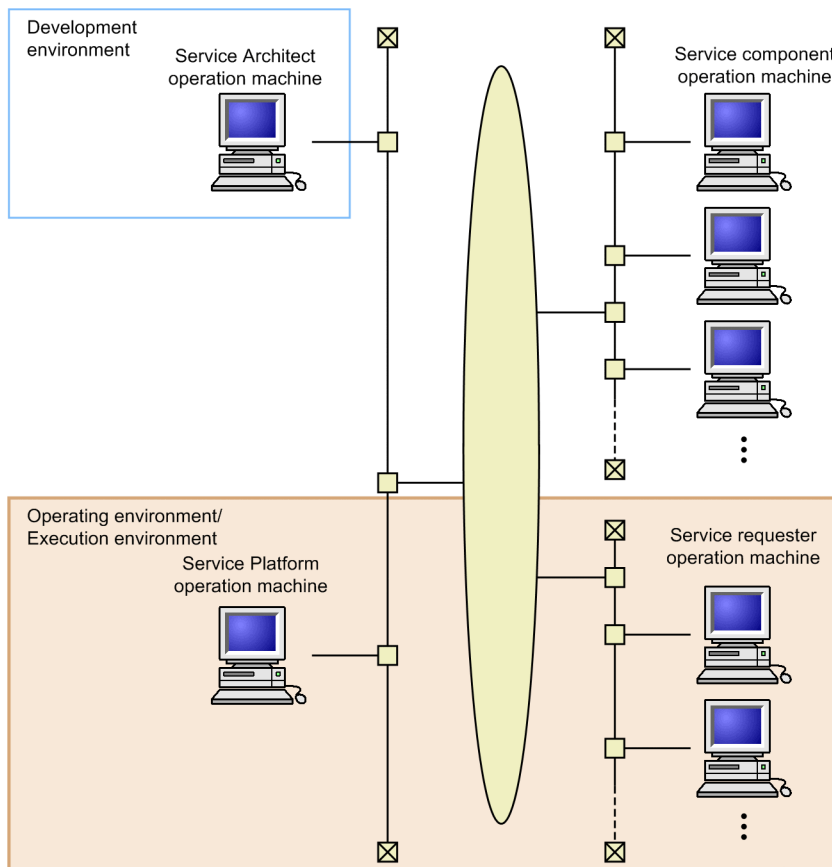 Development
environment
Service Architect
operation machine
Service component
operation machine
Operating environment/
Execution environment
Service Platform
operation machine
Service requester
operation machine